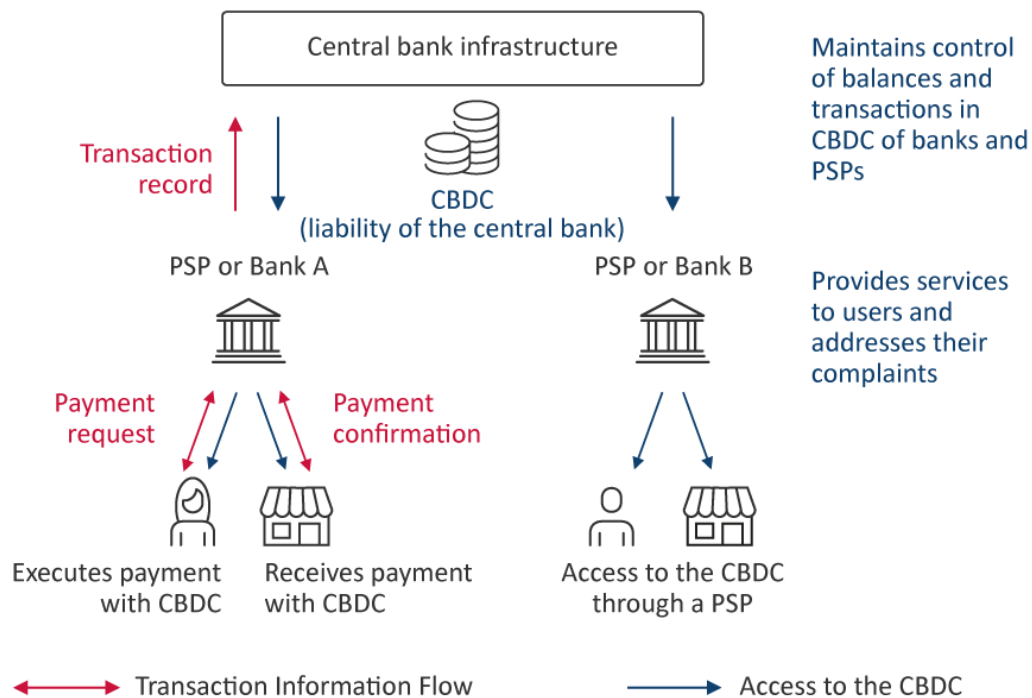 Central bank infrastructure
Maintains control
of balances and
transactions in
CBDC of banks and
PSPs
Transaction
record
CBDC
(liability of the central bank)
PSP or Bank A
PSP or Bank B
Provides services
to users and
addresses their
complaints
Payment
request
Payment
confirmation
Executes payment
with CBDC
Receives payment
with CBDC
Access to the CBDC
through a PSP
Transaction Information Flow
Access to the CBDC